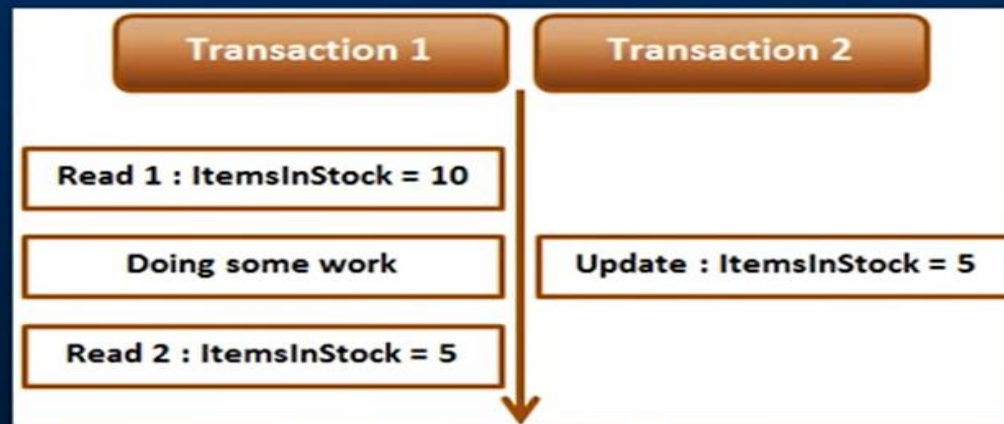 Transaction 1
Transaction 2
Read 1 : ItemsInStock = 10
Doing some work
Update : ItemsInStock = 5
Read 2 : ItemsInStock = 5